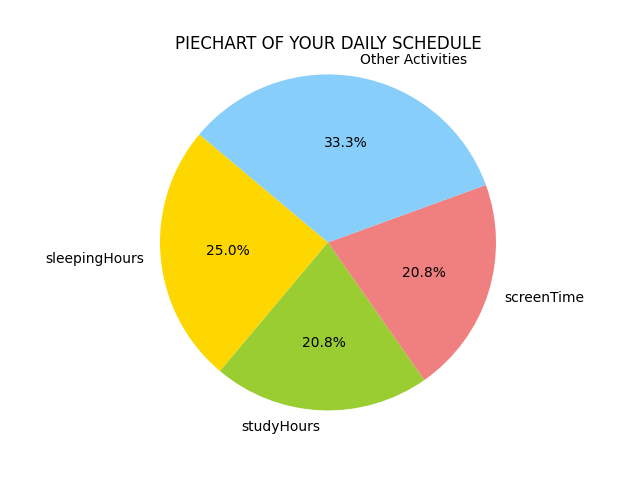 PIECHART OF YOUR DAILY SCHEDULE
Other Activities
33.3%
sleepingHours
25.0%
20.8%
screenTime
20.8%
studyHours